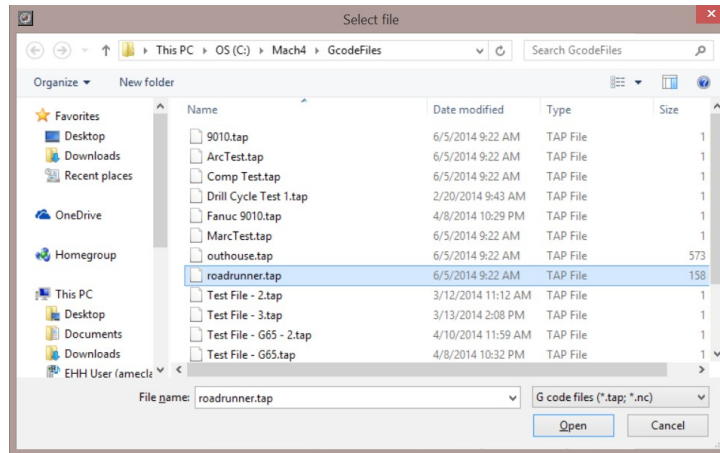 Select file
This PC OS (C:) Mach4 GcodeFiles Search GcodeFiles
Organize New folder
Name Date modified Type Size
Favorites
Desktop
Downloads
Recent places
OneDrive
Homegroup
This PC
Desktop
Documents
Downloads
EHH User (amecla
9010.tap 6/5/2014 9:22 AM TAP File 1
ArcTest.tap 6/5/2014 9:22 AM TAP File 1
Comp Test.tap 6/5/2014 9:22 AM TAP File 1
Drill Cycle Test 1.tap 2/20/2014 9:43 AM TAP File 1
Fanuc 9010.tap 4/8/2014 10:29 PM TAP File 1
MarcTest.tap 6/5/2014 9:22 AM TAP File 1
outhouse.tap 6/5/2014 9:22 AM TAP File 573
roadrunner.tap 6/5/2014 9:22 AM TAP File 158
Test File - 2.tap 3/12/2014 11:12 AM TAP File 1
Test File - 3.tap 3/13/2014 2:08 PM TAP File 1
Test File - G65 - 2.tap 4/10/2014 11:59 AM TAP File 1
Test File - G65.tap 4/8/2014 10:32 PM TAP File 1
File name: roadrunner.tap G code files (*.tap; *.nc)
Open Cancel